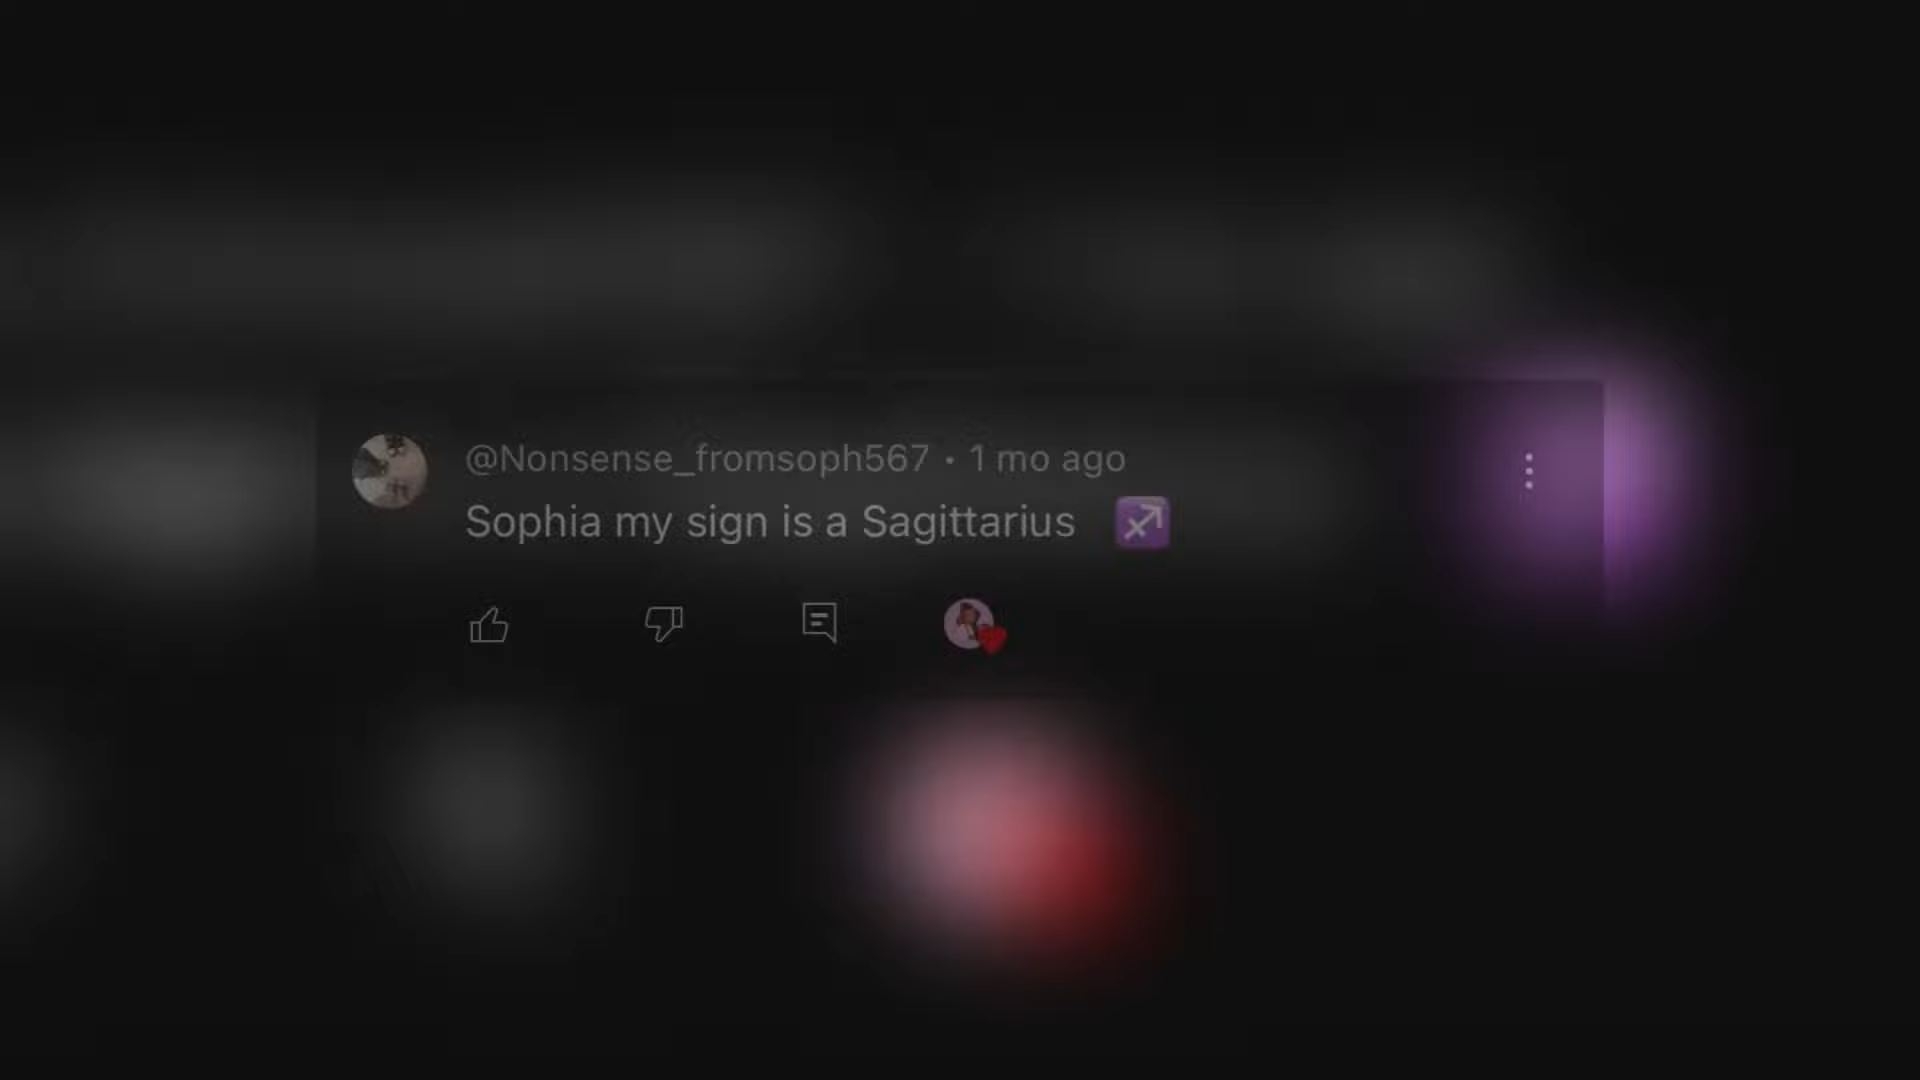 @Nonsense_fromsoph567 • 1 mo ago
Sophia my sign is a Sagittarius ♐